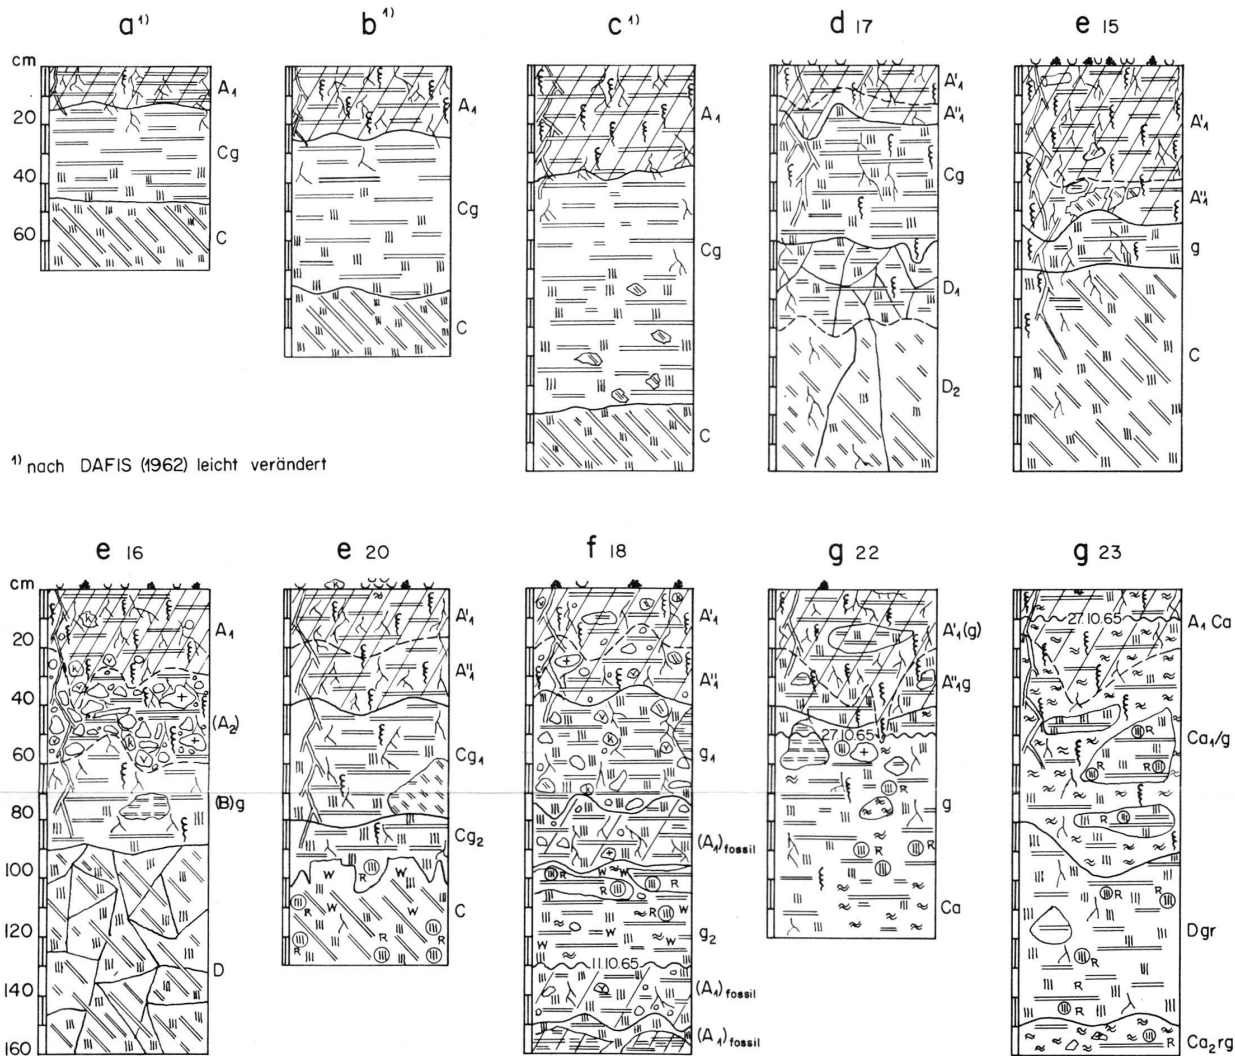 a¹⁾ b¹⁾ c¹⁾ d 17 e 15
cm
20
40
60
A₁
Cg
C
A₁
Cg
C
A₁
Cg
C
A'₁
A''₁
Cg
D₁
D₂
A'₁
A''₁
g
C
¹⁾ nach DAFIS (1962) leicht verändert
e 16 e 20 f 18 g 22 g 23
cm
20
40
60
80
100
120
140
160
K
K
V
V
+
K
+
V
A₁
(A₂)
(B)g
D
K
R
W
W
R
W
W
R
R
R
R
A'₁
A''₁
Cg₁
Cg₂
C
V
+
K
+
V
K
V
+
W W
R
R
R
R W
W
W
11.10.65
V
A'₁
A''₁
g₁
(A₁) fossil
g₂
(A₁) fossil
(A₁) fossil
27.10.65
+
R
R
R
A'₁(g)
A''₁g
g
Ca
27.10.65
R
R
R
R
R
R
R
R
R
R
A₁ Ca
Ca₁/g
Dgr
Ca₂rg